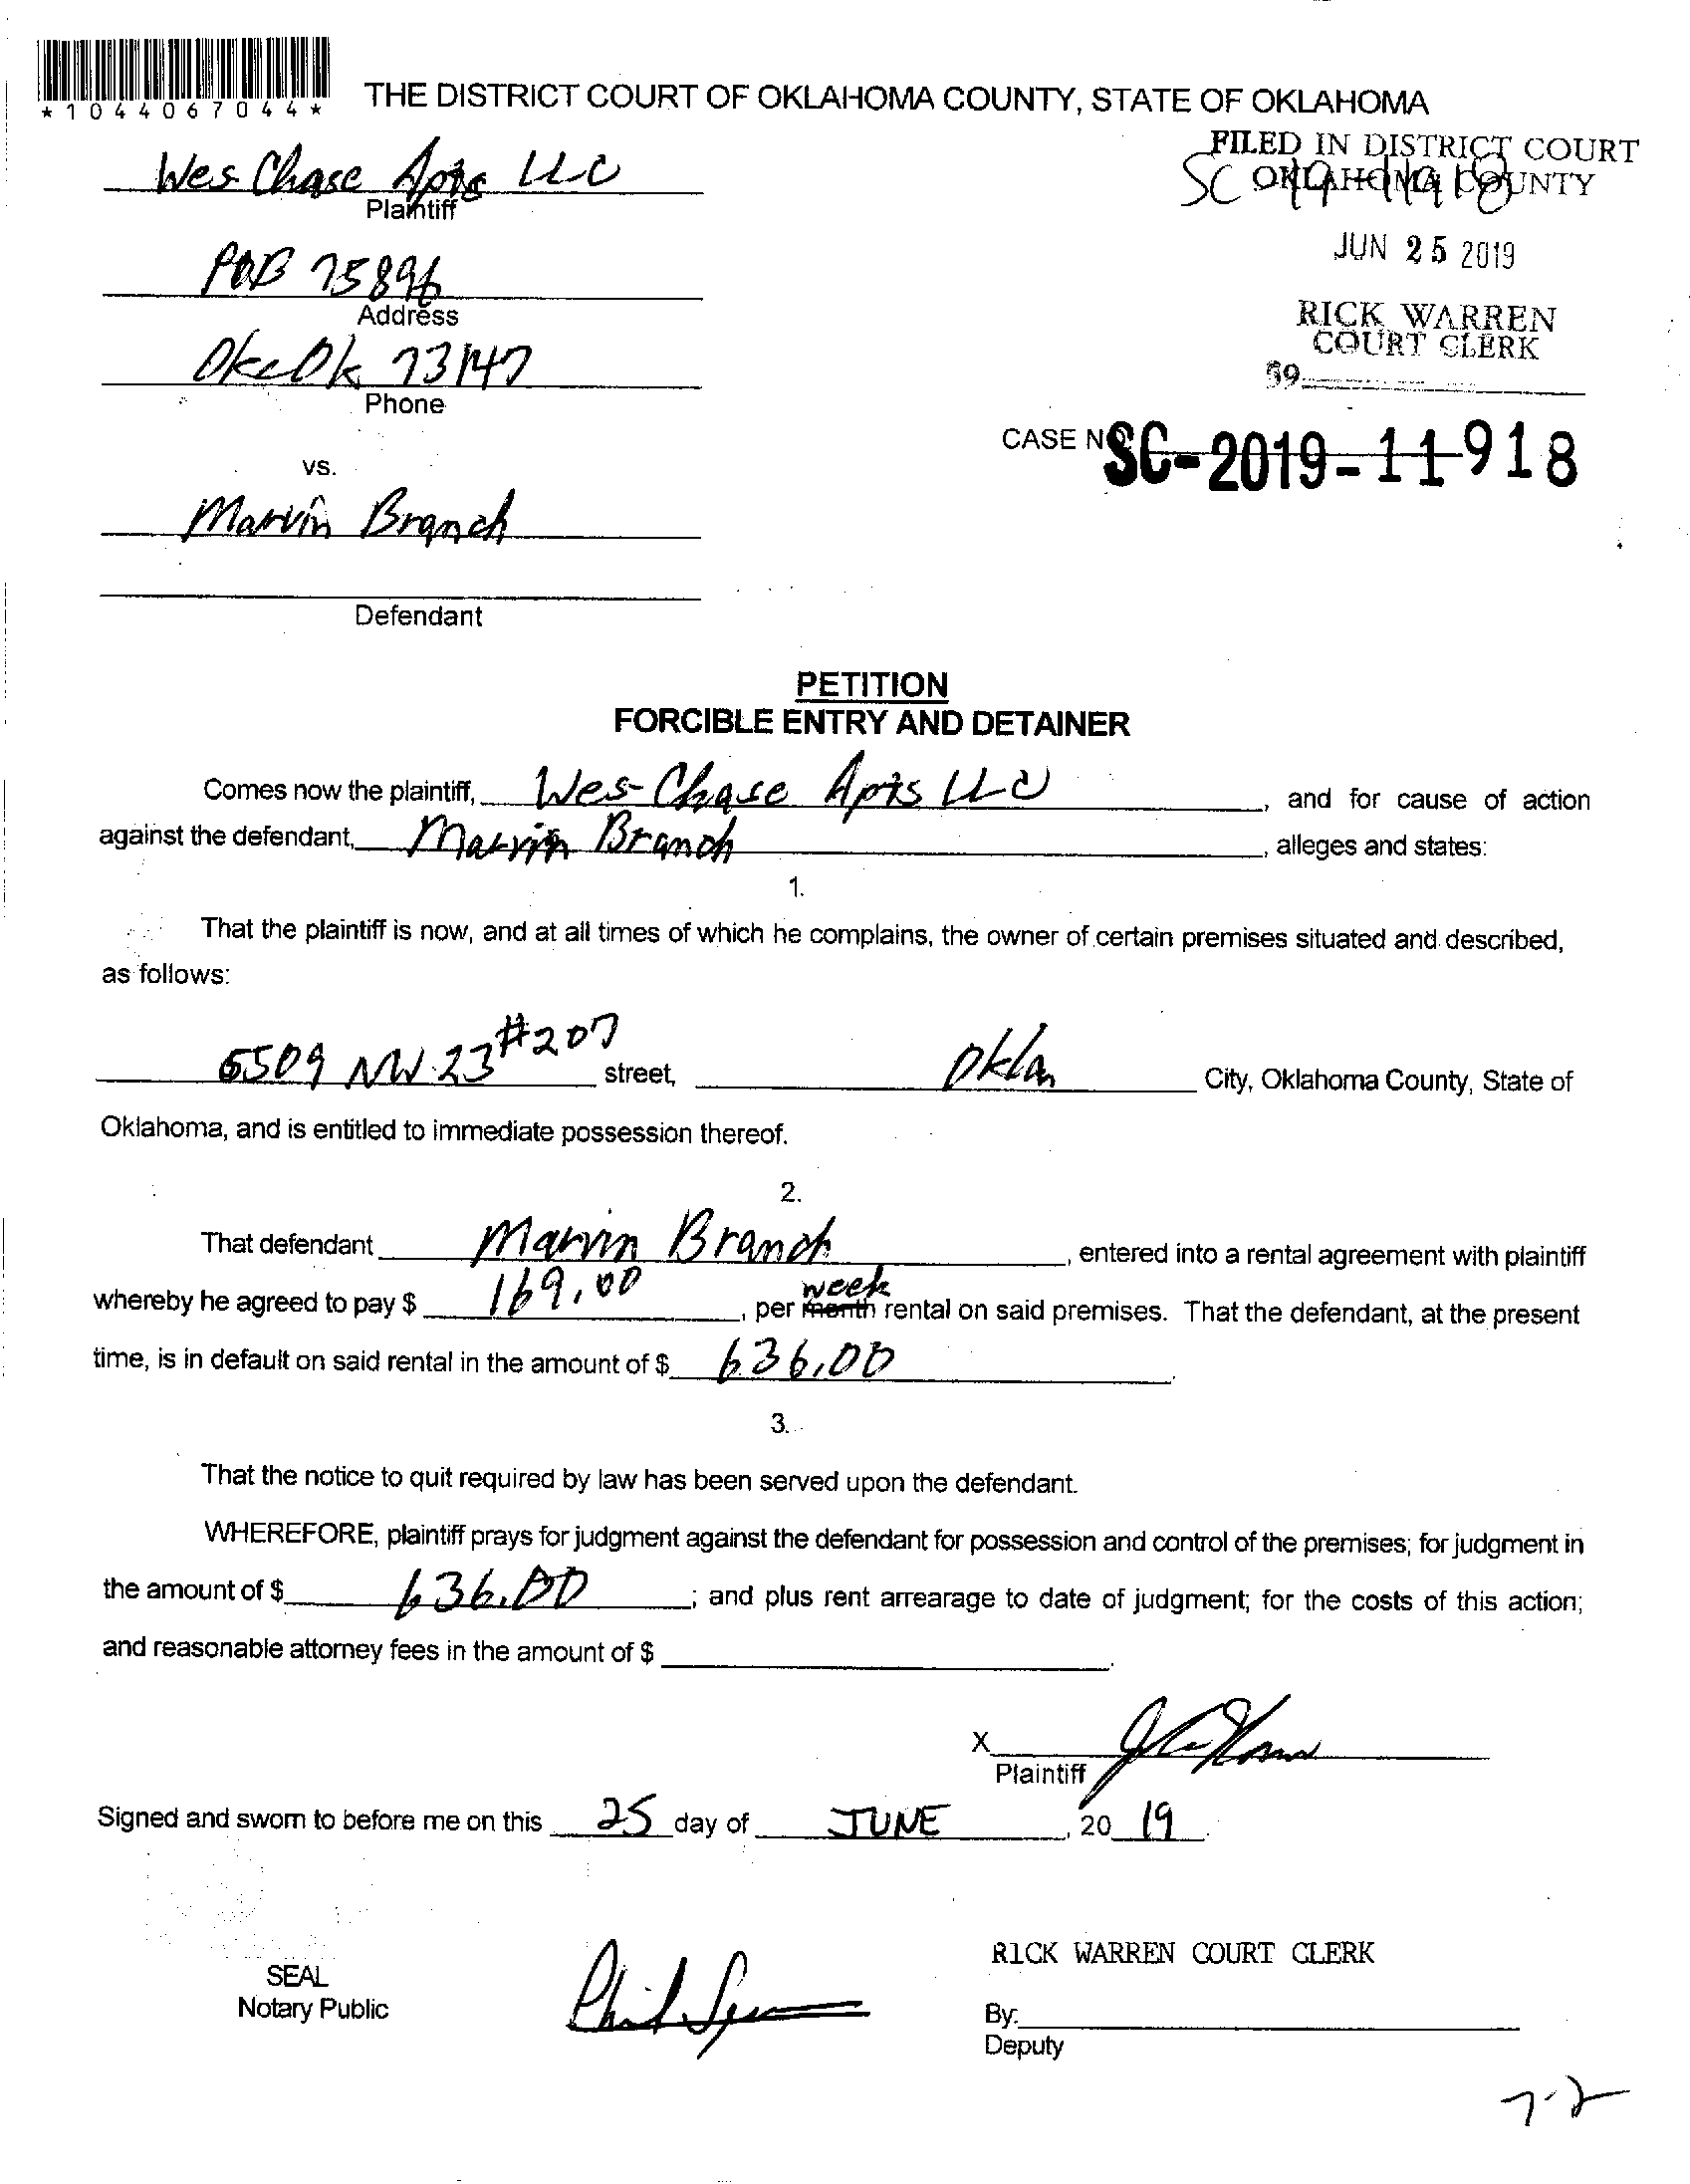 *1044067044*
THE DISTRICT COURT OF OKLAHOMA COUNTY, STATE OF OKLAHOMA
FILED IN DISTRICT COURT
OKLAHOMA COUNTY
SC 19-11918
Wes Chase Apts LLC
Plaintiff
JUN 25 2019
POB 75896
Address
RICK WARREN
COURT CLERK
OkcOk 73147
Phone
39
CASE NO. SC-2019-11918
vs.
Marvin Branch
Defendant
PETITION
FORCIBLE ENTRY AND DETAINER
Comes now the plaintiff, Wes-Chase Apts LLC, and for cause of action
against the defendant, Marvin Branch, alleges and states:
1.
That the plaintiff is now, and at all times of which he complains, the owner of certain premises situated and described,
as follows:
6509 NW 23 #207 street, Okla City, Oklahoma County, State of
Oklahoma, and is entitled to immediate possession thereof.
2.
That defendant Marvin Branch, entered into a rental agreement with plaintiff
week
whereby he agreed to pay $ 169.00, per month rental on said premises. That the defendant, at the present
time, is in default on said rental in the amount of $ 636.00.
3.
That the notice to quit required by law has been served upon the defendant.
WHEREFORE, plaintiff prays for judgment against the defendant for possession and control of the premises; for judgment in
the amount of $ 636.00; and plus rent arrearage to date of judgment; for the costs of this action;
and reasonable attorney fees in the amount of $ .
X
Plaintiff
Signed and sworn to before me on this 25 day of JUNE, 20 19.
RICK WARREN COURT CLERK
SEAL
Notary Public
By:
Deputy
7-2